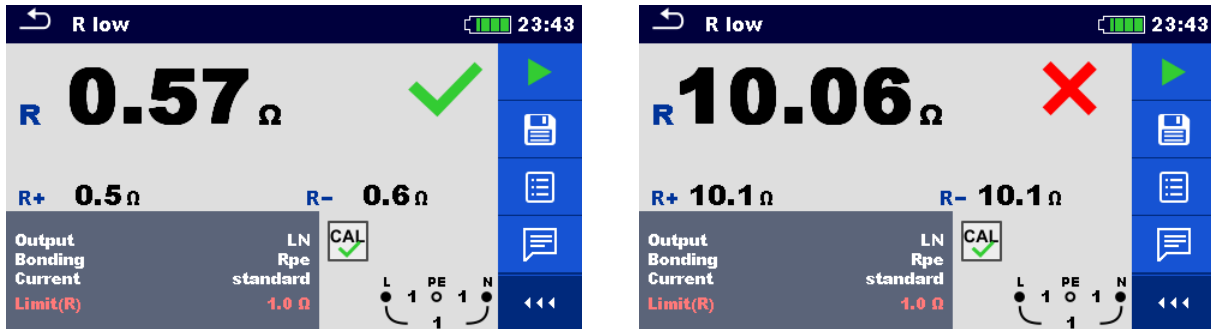 R low 23:43
R 0.57 Ω
R+ 0.5 Ω R- 0.6 Ω
Output LN
Bonding Rpe
Current standard
Limit(R) 1.0 Ω
CAL
L PE N
1 1
1
R low 23:43
R 10.06 Ω
R+ 10.1 Ω R- 10.1 Ω
Output LN
Bonding Rpe
Current standard
Limit(R) 1.0 Ω
CAL
L PE N
1 1
1